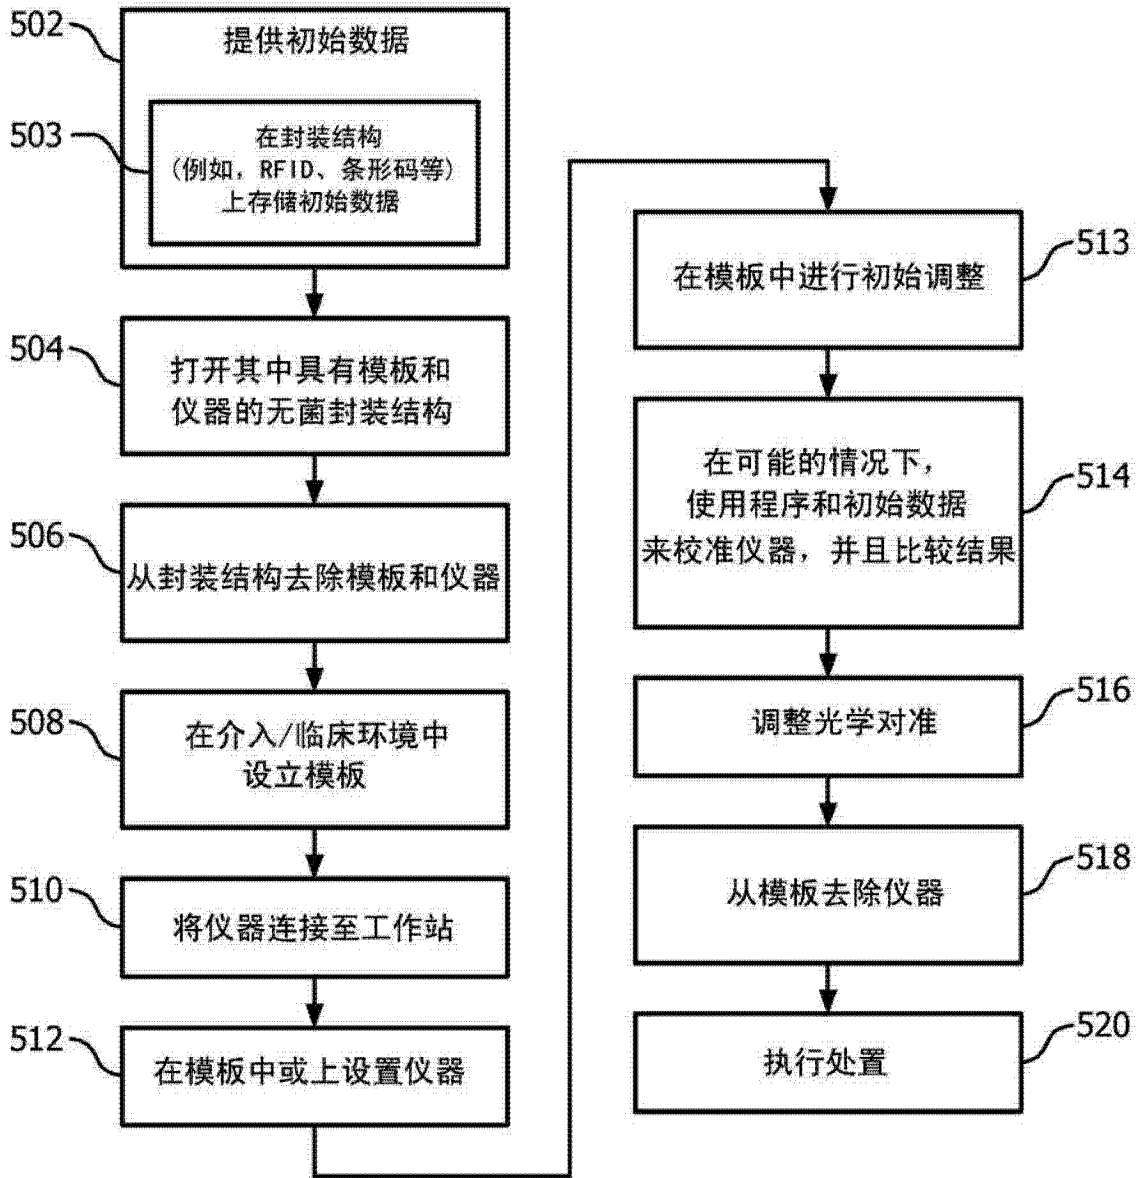 502
提供初始数据
503
在封装结构
(例如，RFID、条形码等)
上存储初始数据
504
打开其中具有模板和
仪器的无菌封装结构
506
从封装结构去除模板和仪器
508
在介入/临床环境中
设立模板
510
将仪器连接至工作站
512
在模板中或上设置仪器
513
在模板中进行初始调整
514
在可能的情况下，
使用程序和初始数据
来校准仪器，并且比较结果
516
调整光学对准
518
从模板去除仪器
520
执行处置